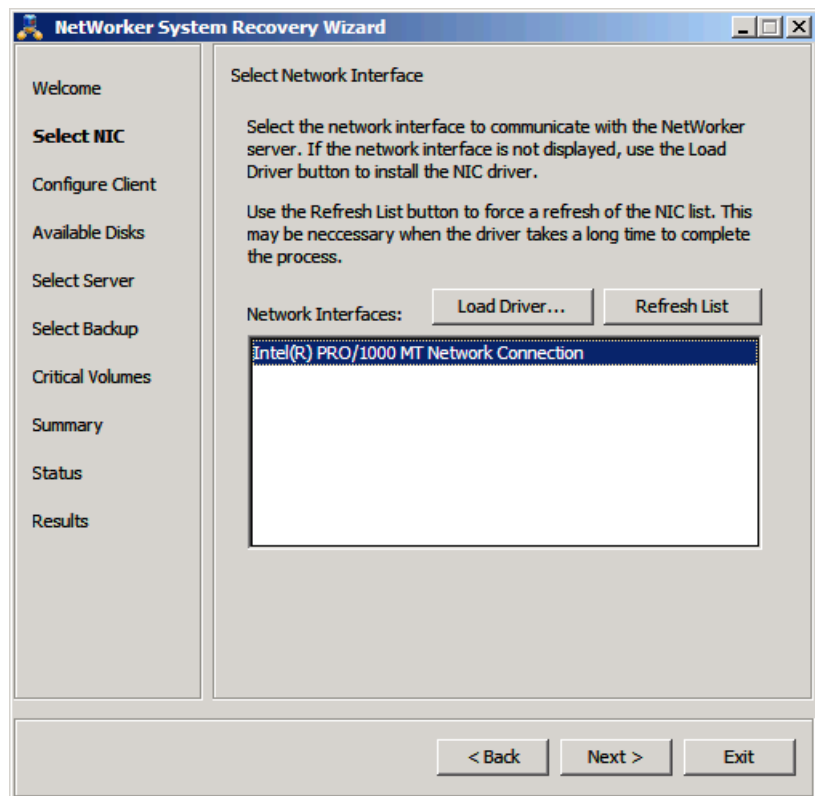 NetWorker System Recovery Wizard
Welcome
Select NIC
Configure Client
Available Disks
Select Server
Select Backup
Critical Volumes
Summary
Status
Results
Select Network Interface
Select the network interface to communicate with the NetWorker
server. If the network interface is not displayed, use the Load
Driver button to install the NIC driver.
Use the Refresh List button to force a refresh of the NIC list. This
may be neccessary when the driver takes a long time to complete
the process.
Network Interfaces:
Load Driver...
Refresh List
Intel(R) PRO/1000 MT Network Connection
< Back
Next >
Exit